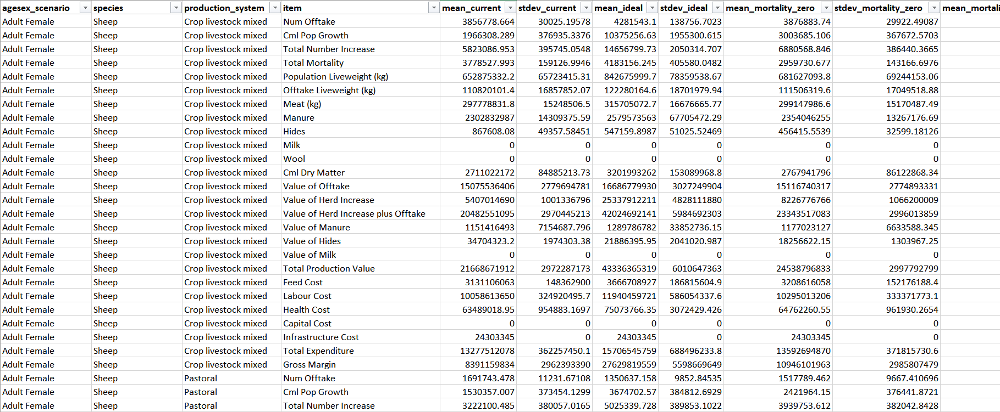 agesex_scenario species production_system item mean_current stdev_current mean_ideal stdev_ideal mean_mortality_zero stdev_mortality_zero mean_mortali
Adult Female Sheep Crop livestock mixed Num Offtake 3856778.664 30025.19578 4281543.1 138756.7023 3876883.74 29922.49087
Adult Female Sheep Crop livestock mixed Cml Pop Growth 1966308.289 376935.3376 10375256.63 1955300.615 3003685.106 367672.5703
Adult Female Sheep Crop livestock mixed Total Number Increase 5823086.953 395745.0548 14656799.73 2050314.707 6880568.846 386440.3665
Adult Female Sheep Crop livestock mixed Total Mortality 3778527.993 159126.9946 4183156.245 405580.0482 2959730.677 143166.6976
Adult Female Sheep Crop livestock mixed Population Liveweight (kg) 652875332.2 65723415.31 842675999.7 78359538.67 681627093.8 69244153.06
Adult Female Sheep Crop livestock mixed Offtake Liveweight (kg) 110820101.4 16857852.07 122280164.6 18701979.94 111506319.6 17049518.88
Adult Female Sheep Crop livestock mixed Meat (kg) 297778831.8 15248506.5 315705072.7 16676665.77 299147986.6 15170487.49
Adult Female Sheep Crop livestock mixed Manure 2302832987 14309375.59 2579573563 67705472.29 2354046255 13267176.69
Adult Female Sheep Crop livestock mixed Hides 867608.08 49357.58451 547159.8987 51025.52469 456415.5539 32599.18126
Adult Female Sheep Crop livestock mixed Milk 0 0 0 0 0 0
Adult Female Sheep Crop livestock mixed Wool 0 0 0 0 0 0
Adult Female Sheep Crop livestock mixed Cml Dry Matter 2711022172 84885213.73 3201993262 153089968.8 2767941796 86122868.34
Adult Female Sheep Crop livestock mixed Value of Offtake 15075536406 2779694781 16686779930 3027249904 15116740317 2774893331
Adult Female Sheep Crop livestock mixed Value of Herd Increase 5407014690 1001336796 25337912211 4828111880 8226776766 1066200009
Adult Female Sheep Crop livestock mixed Value of Herd Increase plus Offtake 20482551095 2970445213 42024692141 5984692303 23343517083 2996013859
Adult Female Sheep Crop livestock mixed Value of Manure 1151416493 7154687.796 1289786782 33852736.15 1177023127 6633588.345
Adult Female Sheep Crop livestock mixed Value of Hides 34704323.2 1974303.38 21886395.95 2041020.987 18256622.15 1303967.25
Adult Female Sheep Crop livestock mixed Value of Milk 0 0 0 0 0 0
Adult Female Sheep Crop livestock mixed Total Production Value 21668671912 2972287173 43336365319 6010647363 24538796833 2997792799
Adult Female Sheep Crop livestock mixed Feed Cost 3131106063 148362900 3666708927 186815604.9 3208616058 152176188.4
Adult Female Sheep Crop livestock mixed Labour Cost 10058613650 324920495.7 11940459721 586054337.6 10295013206 333371773.1
Adult Female Sheep Crop livestock mixed Health Cost 63489018.95 954883.1697 75073766.35 3072429.426 64762260.55 961930.2654
Adult Female Sheep Crop livestock mixed Capital Cost 0 0 0 0 0 0
Adult Female Sheep Crop livestock mixed Infrastructure Cost 24303345 0 24303345 0 24303345 0
Adult Female Sheep Crop livestock mixed Total Expenditure 13277512078 362257450.1 15706545759 688496233.8 13592694870 371815730.6
Adult Female Sheep Crop livestock mixed Gross Margin 8391159834 2962393390 27629819559 5598669649 10946101963 2985807479
Adult Female Sheep Pastoral Num Offtake 1691743.478 11231.67108 1350637.158 9852.84535 1517789.462 9667.410696
Adult Female Sheep Pastoral Cml Pop Growth 1530357.007 373454.1299 3674702.57 384812.6929 2421964.15 376441.8721
Adult Female Sheep Pastoral Total Number Increase 3222100.485 380057.0165 5025339.728 389853.1022 3939753.612 382042.8428